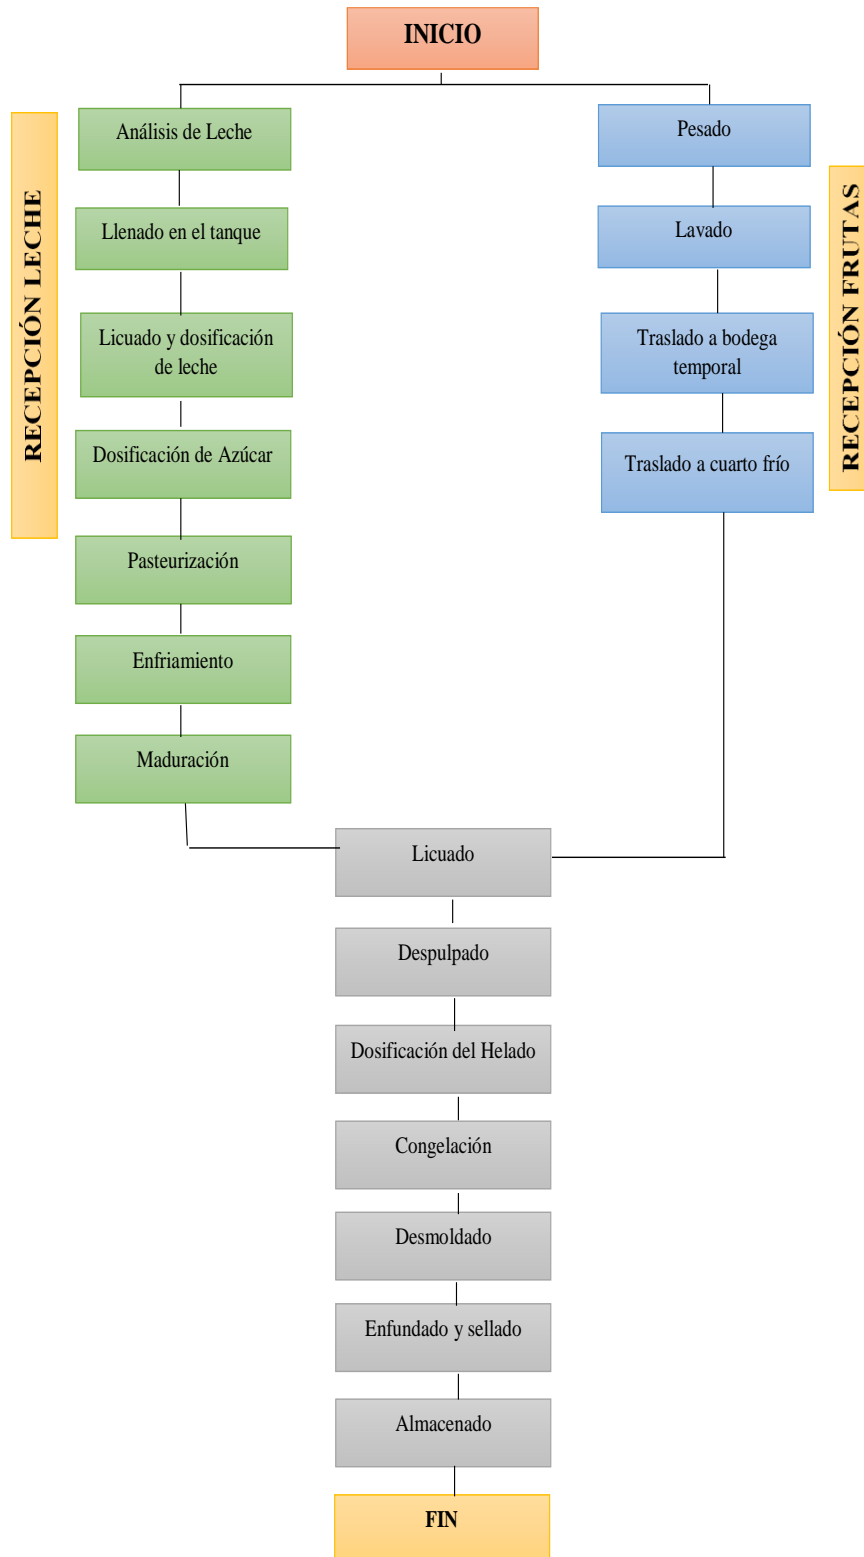 INICIO
RECEPCIÓN LECHE
Análisis de Leche
Llenado en el tanque
Licuado y dosificación
de leche
Dosificación de Azúcar
Pasteurización
Enfriamiento
Maduración
RECEPCIÓN FRUTAS
Pesado
Lavado
Traslado a bodega
temporal
Traslado a cuarto frío
Licuado
Despulpado
Dosificación del Helado
Congelación
Desmoldado
Enfundado y sellado
Almacenado
FIN